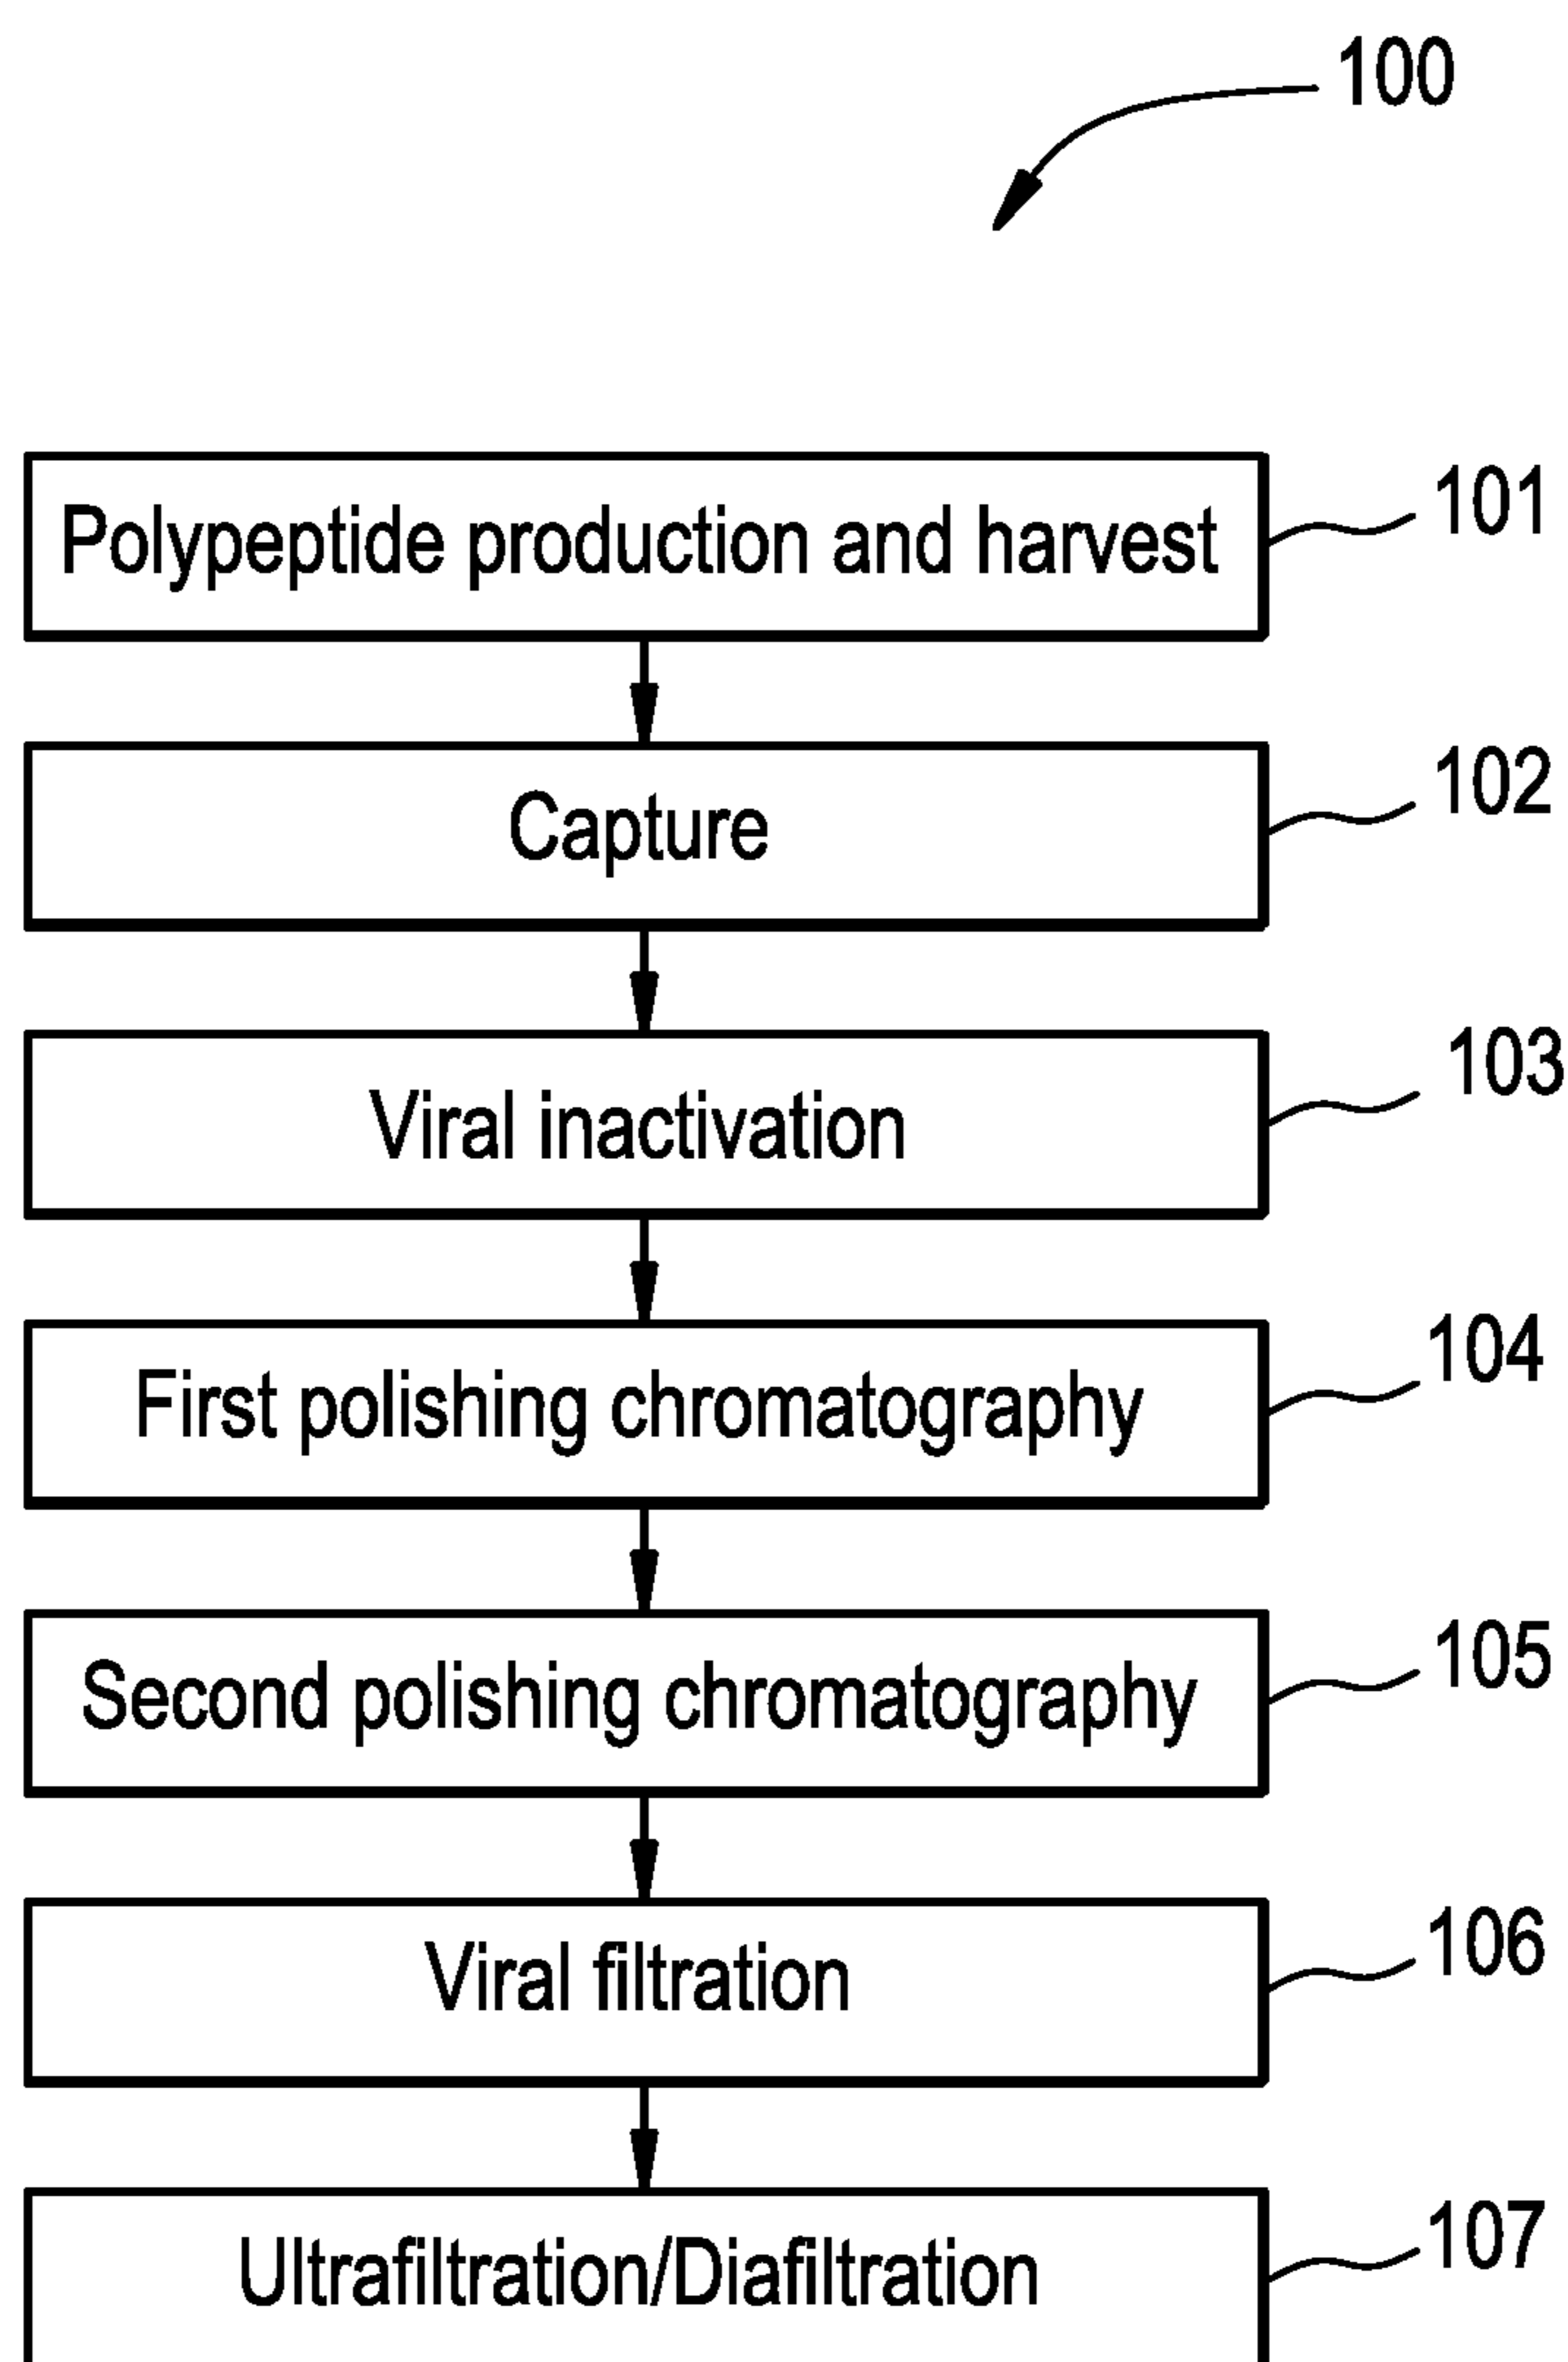 100
Polypeptide production and harvest
101
Capture
102
Viral inactivation
103
First polishing chromatography
104
Second polishing chromatography
105
Viral filtration
106
Ultrafiltration/Diafiltration
107